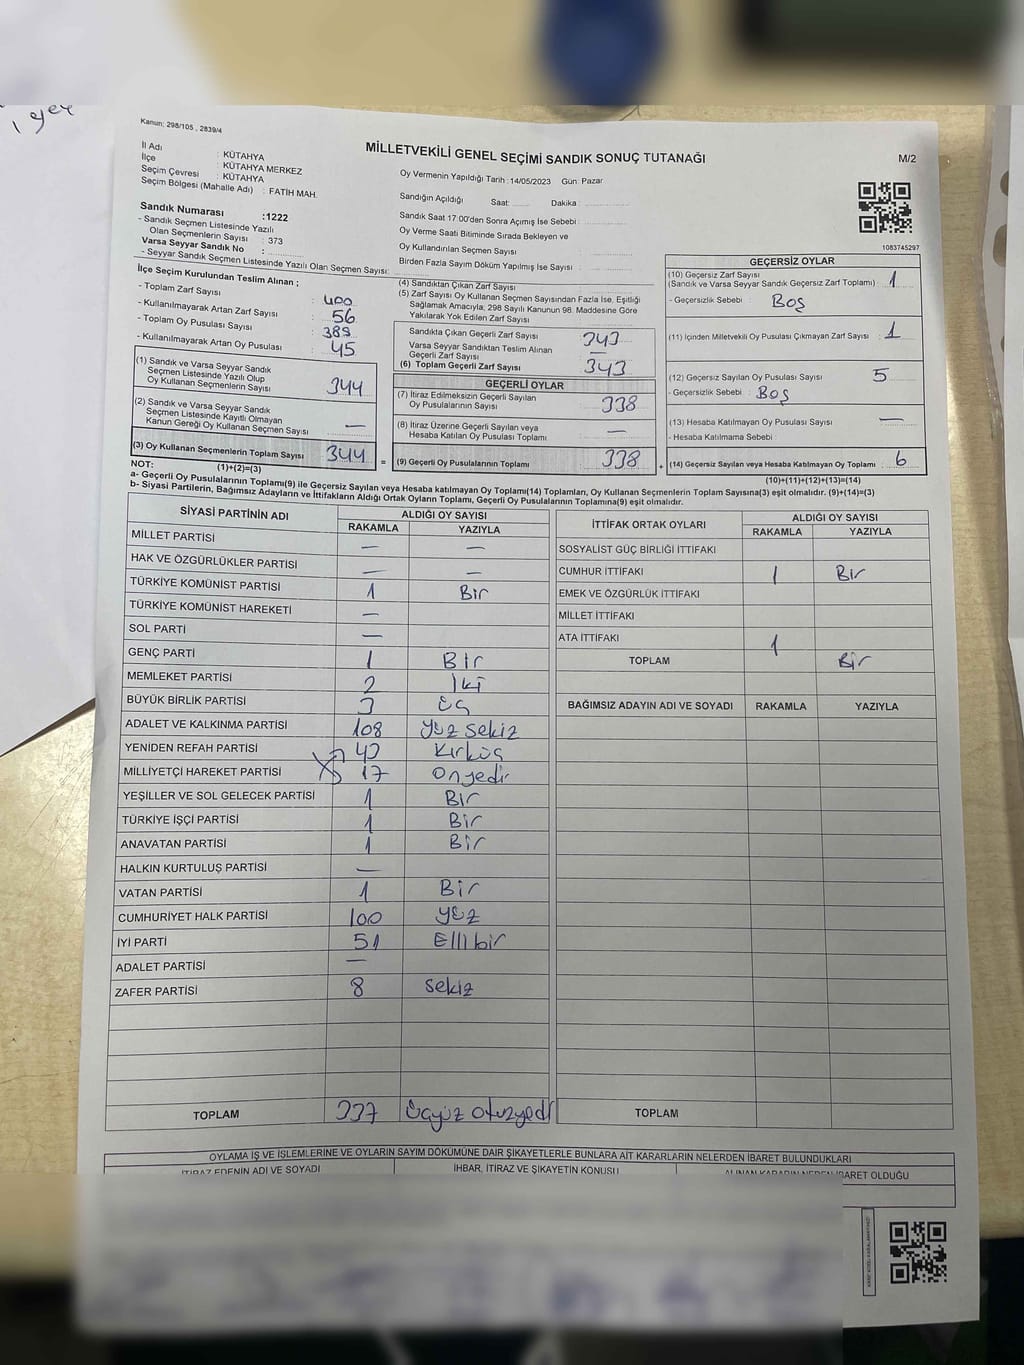 yer
Kanun: 298/105 , 2839/4
MİLLETVEKİLİ GENEL SEÇİMİ SANDIK SONUÇ TUTANAĞI
M/2
İl Adı : KÜTAHYA
İlçe : KÜTAHYA MERKEZ
Seçim Çevresi : KÜTAHYA
Seçim Bölgesi (Mahalle Adı) : FATİH MAH.
Sandık Numarası :1222
- Sandık Seçmen Listesinde Yazılı
Olan Seçmenlerin Sayısı : 373
Varsa Seyyar Sandık No :
- Seyyar Sandık Seçmen Listesinde Yazılı Olan Seçmen Sayısı:
Oy Vermenin Yapıldığı Tarih :14/05/2023 Gün: Pazar
Sandığın Açıldığı Saat: Dakika :
Sandık Saat 17:00'den Sonra Açımış İse Sebebi :
Oy Verme Saati Bitiminde Sırada Bekleyen ve
Oy Kullandırılan Seçmen Sayısı :
Birden Fazla Sayım Döküm Yapılmış İse Sayısı :
1083745297
İlçe Seçim Kurulundan Teslim Alınan ;
- Toplam Zarf Sayısı : 400
- Kullanılmayarak Artan Zarf Sayısı : 56
- Toplam Oy Pusulası Sayısı : 389
- Kullanılmayarak Artan Oy Pusulası : 45
(1) Sandık ve Varsa Seyyar Sandık
Seçmen Listesinde Yazılı Olup
Oy Kullanan Seçmenlerin Sayısı : 344
(2) Sandık ve Varsa Seyyar Sandık
Seçmen Listesinde Kayıtlı Olmayan
Kanun Gereği Oy Kullanan Seçmen Sayısı : —
(3) Oy Kullanan Seçmenlerin Toplam Sayısı 344
(1)+(2)=(3)
(4) Sandıktan Çıkan Zarf Sayısı :
(5) Zarf Sayısı Oy Kullanan Seçmen Sayısından Fazla İse, Eşitliği
Sağlamak Amacıyla; 298 Sayılı Kanunun 98. Maddesine Göre
Yakılarak Yok Edilen Zarf Sayısı :
Sandıkta Çıkan Geçerli Zarf Sayısı : 343
Varsa Seyyar Sandıktan Teslim Alınan
Geçerli Zarf Sayısı : —
(6) Toplam Geçerli Zarf Sayısı : 343
GEÇERLİ OYLAR
(7) İtiraz Edilmeksizin Geçerli Sayılan
Oy Pusulalarının Sayısı : 338
(8) İtiraz Üzerine Geçerli Sayılan veya
Hesaba Katılan Oy Pusulası Toplamı : —
= (9) Geçerli Oy Pusulalarının Toplamı : 338
GEÇERSİZ OYLAR
(10) Geçersiz Zarf Sayısı
(Sandık ve Varsa Seyyar Sandık Geçersiz Zarf Toplamı) : 1
- Geçersizlik Sebebi : Boş
(11) İçinden Milletvekili Oy Pusulası Çıkmayan Zarf Sayısı : 1
(12) Geçersiz Sayılan Oy Pusulası Sayısı : 5
- Geçersizlik Sebebi : Boş
(13) Hesaba Katılmayan Oy Pusulası Sayısı : —
- Hesaba Katılmama Sebebi :
+ (14) Geçersiz Sayılan veya Hesaba Katılmayan Oy Toplamı : 6
(10)+(11)+(12)+(13)=(14)
NOT:
a- Geçerli Oy Pusulalarının Toplamı(9) ile Geçersiz Sayılan veya Hesaba katılmayan Oy Toplamı(14) Toplamları, Oy Kullanan Seçmenlerin Toplam Sayısına(3) eşit olmalıdır. (9)+(14)=(3)
b- Siyasi Partilerin, Bağımsız Adayların ve İttifakların Aldığı Ortak Oyların Toplamı, Geçerli Oy Pusulalarının Toplamına(9) eşit olmalıdır.
SİYASİ PARTİNİN ADI ALDIĞI OY SAYISI
RAKAMLA YAZIYLA
MİLLET PARTİSİ — —
HAK VE ÖZGÜRLÜKLER PARTİSİ — —
TÜRKİYE KOMÜNİST PARTİSİ 1 Bir
TÜRKİYE KOMÜNİST HAREKETİ —
SOL PARTİ —
GENÇ PARTİ 1 Bir
MEMLEKET PARTİSİ 2 İki
BÜYÜK BİRLİK PARTİSİ 3 üç
ADALET VE KALKINMA PARTİSİ 108 yüz sekiz
YENİDEN REFAH PARTİSİ 43 Kırküç
MİLLİYETÇİ HAREKET PARTİSİ 17 Onyedi
YEŞİLLER VE SOL GELECEK PARTİSİ 1 Bir
TÜRKİYE İŞÇİ PARTİSİ 1 Bir
ANAVATAN PARTİSİ 1 Bir
HALKIN KURTULUŞ PARTİSİ —
VATAN PARTİSİ 1 Bir
CUMHURİYET HALK PARTİSİ 100 yüz
İYİ PARTİ 51 Ellibir
ADALET PARTİSİ —
ZAFER PARTİSİ 8 sekiz
TOPLAM 337 üçyüz otuzyedi
İTTİFAK ORTAK OYLARI ALDIĞI OY SAYISI
RAKAMLA YAZIYLA
SOSYALİST GÜÇ BİRLİĞİ İTTİFAKI
CUMHUR İTTİFAKI 1 Bir
EMEK VE ÖZGÜRLÜK İTTİFAKI
MİLLET İTTİFAKI
ATA İTTİFAKI
TOPLAM 1 Bir
BAĞIMSIZ ADAYIN ADI VE SOYADI RAKAMLA YAZIYLA
TOPLAM
OYLAMA İŞ VE İŞLEMLERİNE VE OYLARIN SAYIM DÖKÜMÜNE DAİR ŞİKAYETLERLE BUNLARA AİT KARARLARIN NELERDEN İBARET BULUNDUKLARI
İTİRAZ EDENİN ADI VE SOYADI İHBAR, İTİRAZ VE ŞİKAYETİN KONUSU ALINAN KARARIN NEDEN İBARET OLDUĞU